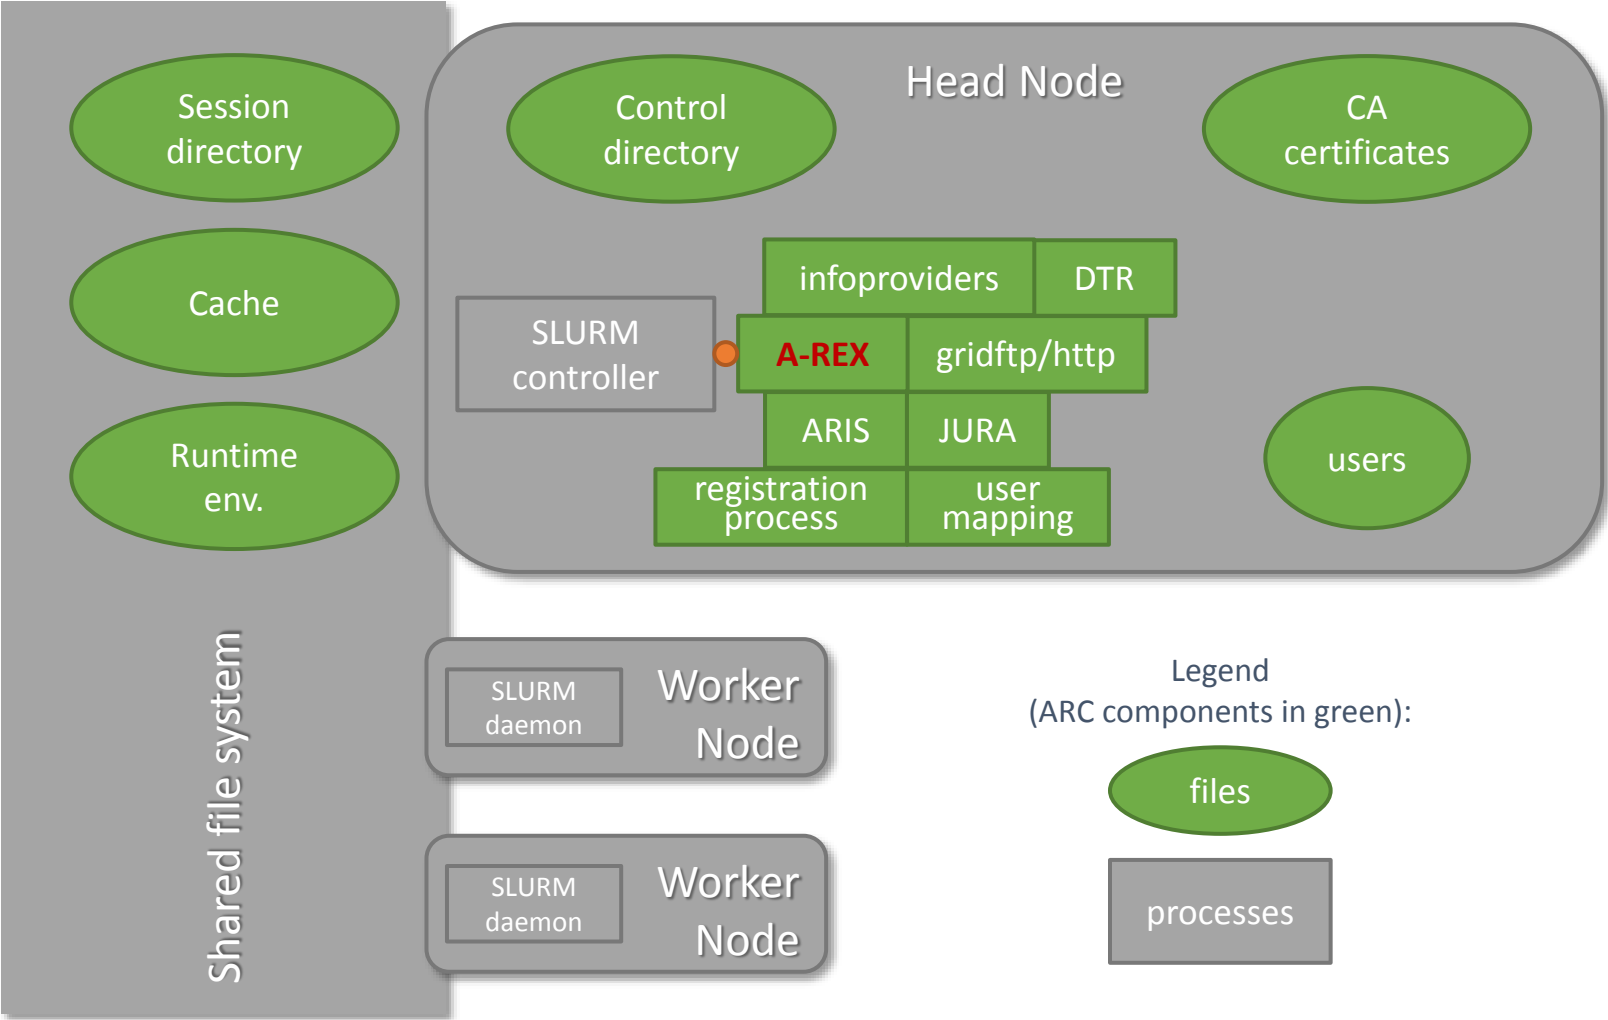 Session
directory
Cache
Runtime
env.
Shared file system
Head Node
Control
directory
CA
certificates
infoproviders
DTR
SLURM
controller
A-REX
gridftp/http
ARIS
JURA
registration
process
user
mapping
users
SLURM
daemon
Worker
Node
SLURM
daemon
Worker
Node
Legend
(ARC components in green):
files
processes